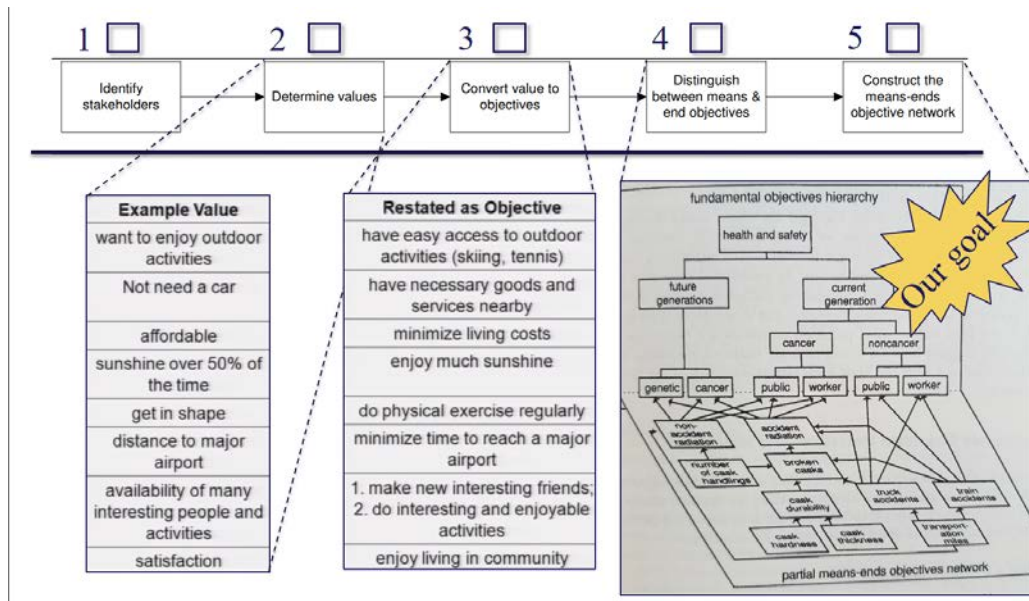 1
2
3
4
5
Identify
stakeholders
Determine values
Convert value to
objectives
Distinguish
between means &
end objectives
Construct the
means-ends
objective network
Example Value
want to enjoy outdoor
activities
Not need a car
affordable
sunshine over 50% of
the time
get in shape
distance to major
airport
availability of many
interesting people and
activities
satisfaction
Restated as Objective
have easy access to outdoor
activities (skiing, tennis)
have necessary goods and
services nearby
minimize living costs
enjoy much sunshine
do physical exercise regularly
minimize time to reach a major
airport
1. make new interesting friends;
2. do interesting and enjoyable
activities
enjoy living in community
fundamental objectives hierarchy
Our goal
health and safety
future
generations
current
generation
cancer
noncancer
genetic
cancer
public
worker
public
worker
non-
accident
radiation
accident
radiation
number
of cask
handlings
broken
casks
cask
durability
truck
accidents
train
accidents
cask
hardness
cask
thickness
transport-
ation
miles
partial means-ends objectives network